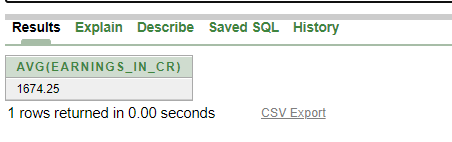 Results Explain Describe Saved SQL History
AVG(EARNINGS_IN_CR)
1674.25
1 rows returned in 0.00 seconds CSV Export